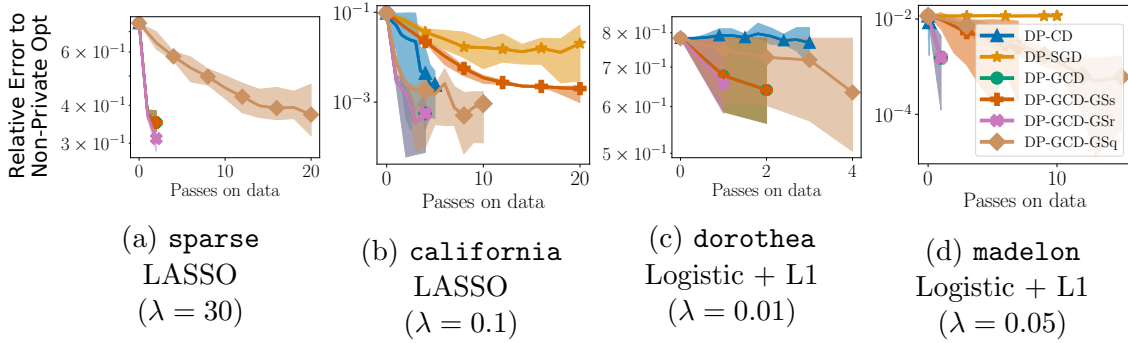 Relative Error to
Non-Private Opt
6 × 10⁻¹
4 × 10⁻¹
3 × 10⁻¹
0
10
20
Passes on data
10⁻¹
10⁻³
0
10
20
Passes on data
8 × 10⁻¹
7 × 10⁻¹
6 × 10⁻¹
5 × 10⁻¹
0
2
4
Passes on data
10⁻²
10⁻⁴
0
10
Passes on data
DP-CD
DP-SGD
DP-GCD
DP-GCD-GSs
DP-GCD-GSr
DP-GCD-GSq
(a) sparse
LASSO
(λ = 30)
(b) california
LASSO
(λ = 0.1)
(c) dorothea
Logistic + L1
(λ = 0.01)
(d) madelon
Logistic + L1
(λ = 0.05)